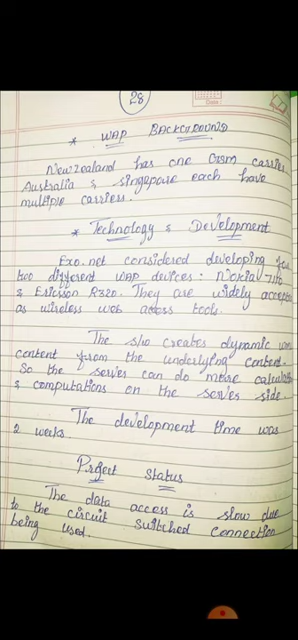 28
* WAP BACKGROUND
Newzealand has one GSM carrier
Australia & singapore each have
multiple carriers.
* Technology & Development
Exo.net considered developing for
two different WAP devices: Nokia 7110
& Ericsson R320. They are widely accepted
as wireless web access tools.
The site creates dynamic
content from the underlying content.
So the server can do more calculations
& computations on the server side.
The development time was
2 weeks.
Project Status
The data access is slow due
to the circuit switched connection
being used.